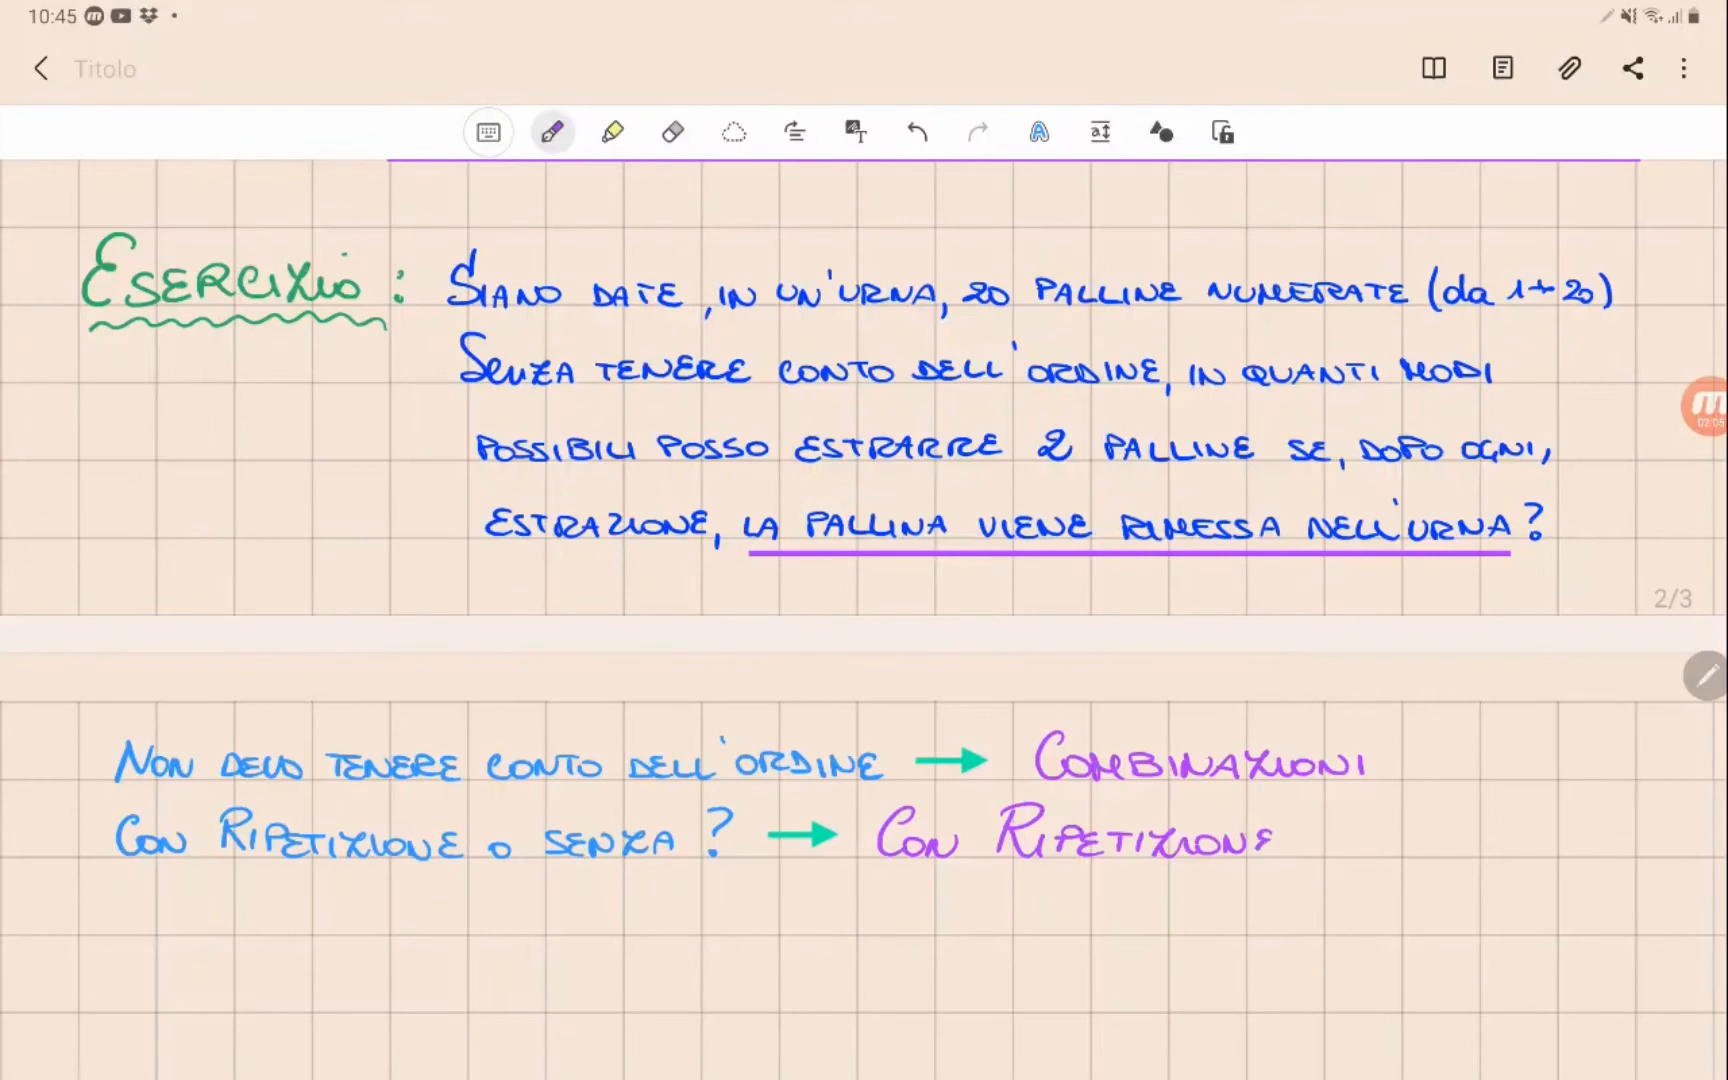 10:45
Titolo
ESERCIZIO: SIANO DATE, IN UN'URNA, 20 PALLINE NUMERATE (da 1 + 20)
SENZA TENERE CONTO DELL'ORDINE, IN QUANTI MODI
POSSIBILI POSSO ESTRARRE 2 PALLINE SE, DOPO OGNI,
ESTRAZIONE, LA PALLINA VIENE RIMESSA NELL'URNA?
02:05
2/3
NON DEVO TENERE CONTO DELL'ORDINE → COMBINAZIONI
CON RIPETIZIONE O SENZA? → CON RIPETIZIONE